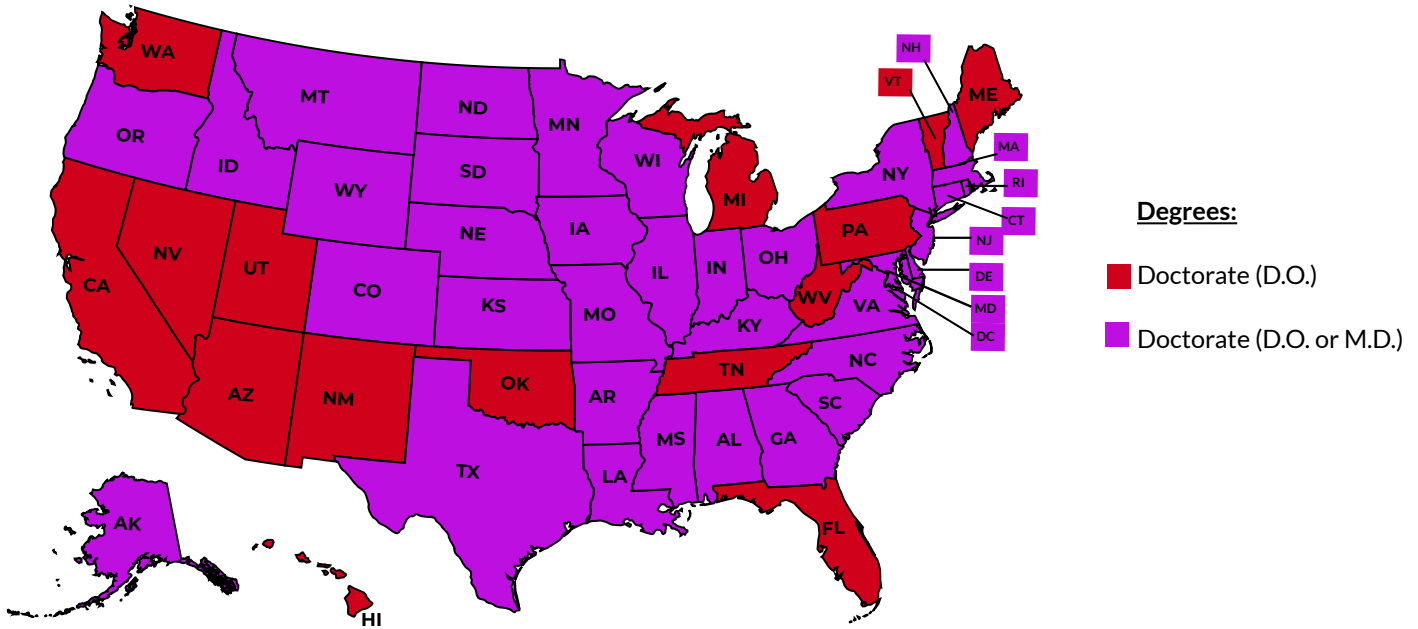 WA
MT
ND
MN
OR
ID
WY
SD
WI
MI
NY
NH
VT
ME
MA
RI
CT
NJ
DE
MD
DC
CA
NV
UT
CO
NE
KS
IA
MO
IL
IN
OH
PA
WV
VA
KY
NC
TN
SC
AZ
NM
OK
AR
TX
LA
MS
AL
GA
FL
AK
HI
Degrees:
Doctorate (D.O.)
Doctorate (D.O. or M.D.)